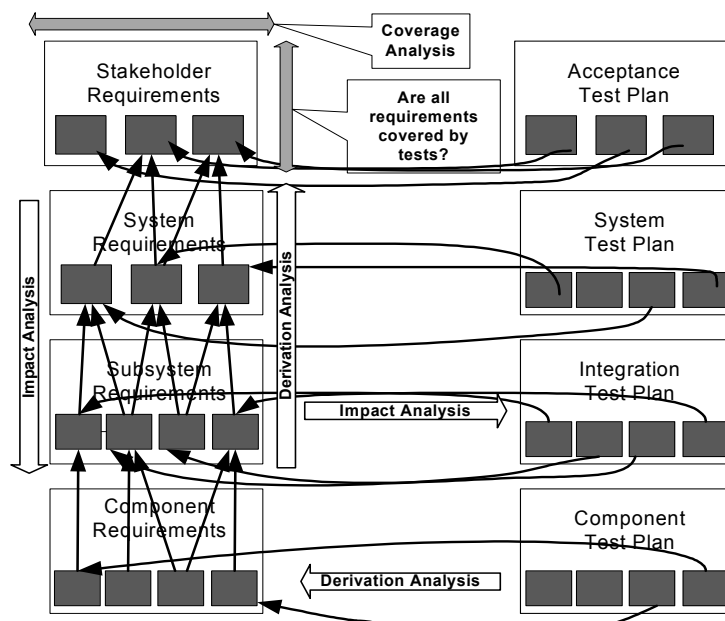 Coverage
Analysis
Stakeholder
Requirements
Acceptance
Test Plan
Are all
requirements
covered by
tests?
System
Requirements
System
Test Plan
Impact Analysis
Derivation Analysis
Subsystem
Requirements
Integration
Test Plan
Impact Analysis
Component
Requirements
Component
Test Plan
Derivation Analysis